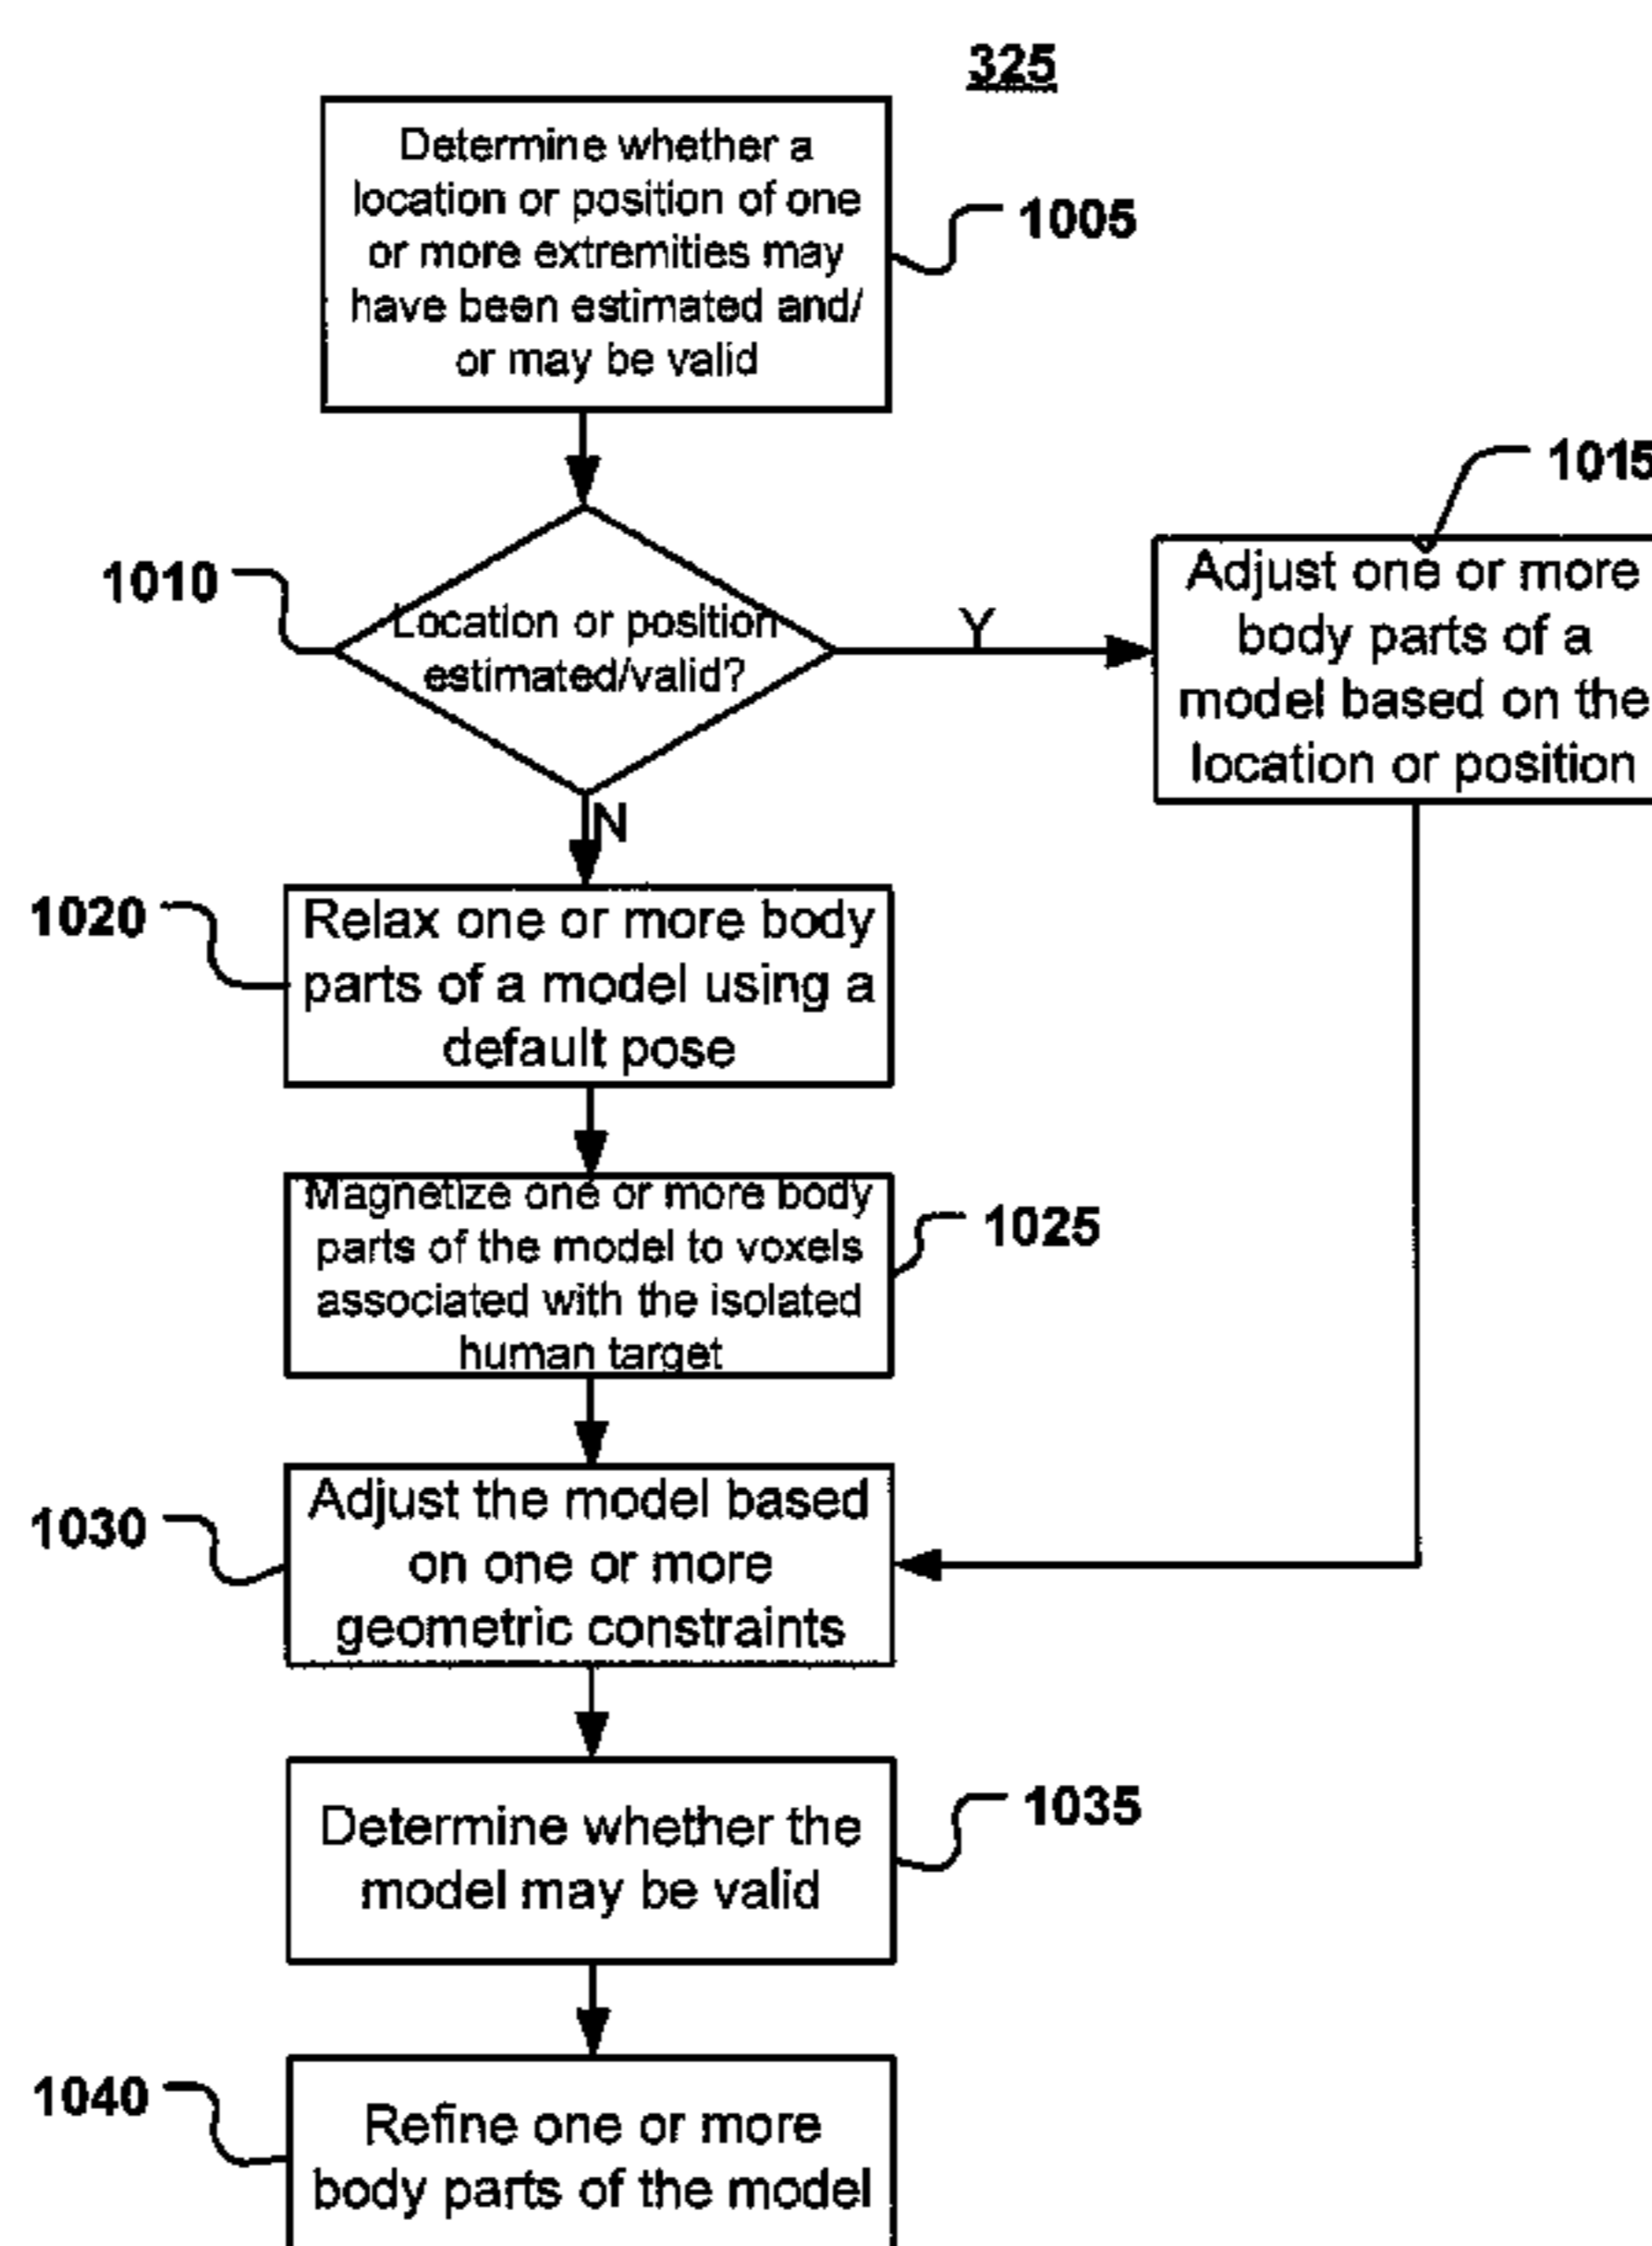 325
Determine whether a
location or position of one
or more extremities may
have been estimated and/
or may be valid
1005
1010
Location or position
estimated/valid?
Y
1015
Adjust one or more
body parts of a
model based on the
location or position
N
1020
Relax one or more body
parts of a model using a
default pose
Magnetize one or more body
parts of the model to voxels
associated with the isolated
human target
1025
1030
Adjust the model based
on one or more
geometric constraints
Determine whether the
model may be valid
1035
1040
Refine one or more
body parts of the model